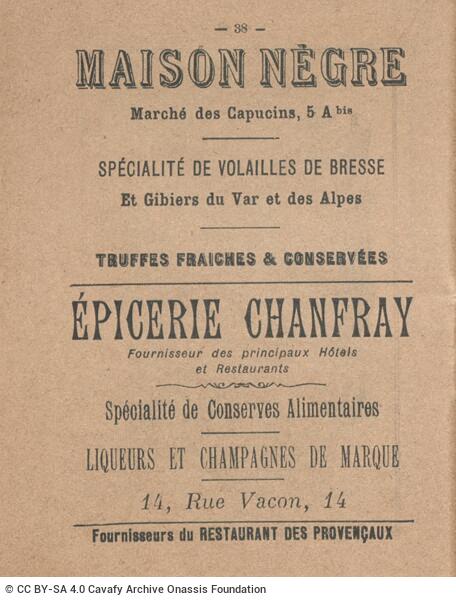 — 38 —
MAISON NÈGRE
Marché des Capucins, 5 A bis
SPÉCIALITÉ DE VOLAILLES DE BRESSE
Et Gibiers du Var et des Alpes
TRUFFES FRAICHES & CONSERVÉES
ÉPICERIE CHANFRAY
Fournisseur des principaux Hôtels
et Restaurants
Spécialité de Conserves Alimentaires
LIQUEURS ET CHAMPAGNES DE MARQUE
14, Rue Vacon, 14
Fournisseurs du RESTAURANT DES PROVENÇAUX
© CC BY-SA 4.0 Cavafy Archive Onassis Foundation